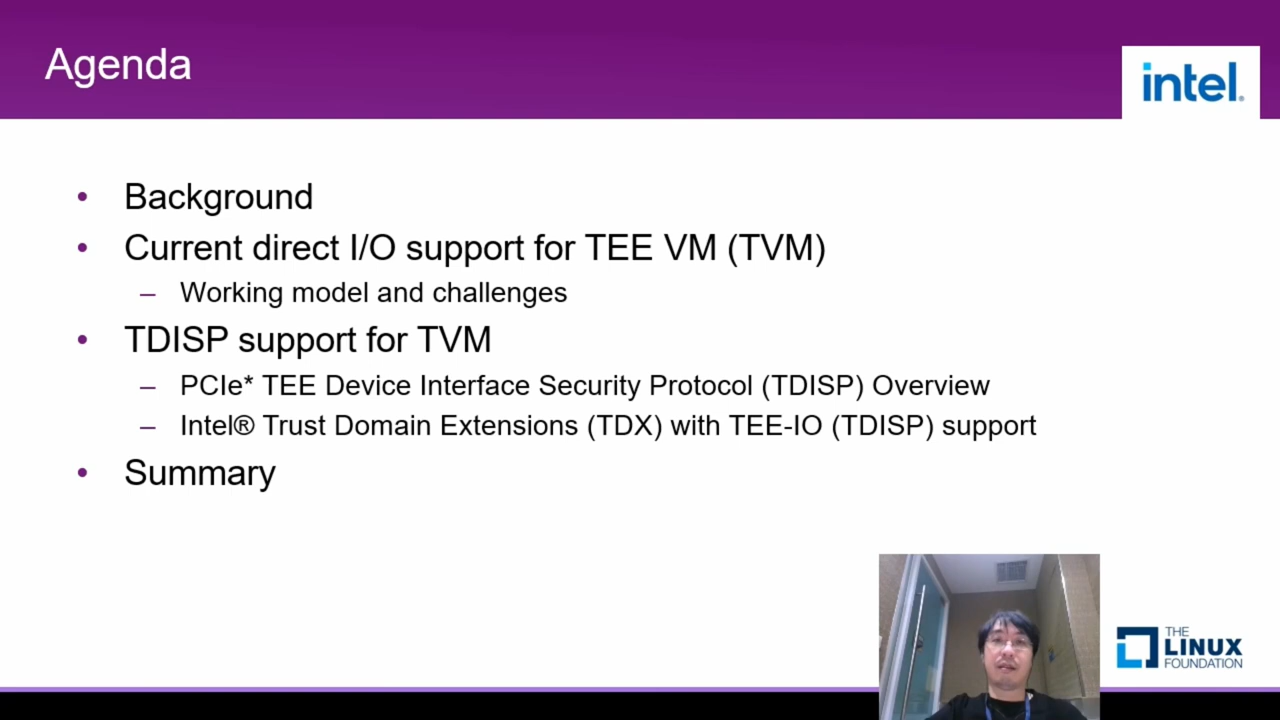 Agenda
intel.
• Background
• Current direct I/O support for TEE VM (TVM)
– Working model and challenges
• TDISP support for TVM
– PCIe* TEE Device Interface Security Protocol (TDISP) Overview
– Intel® Trust Domain Extensions (TDX) with TEE-IO (TDISP) support
• Summary
THE
LINUX
FOUNDATION